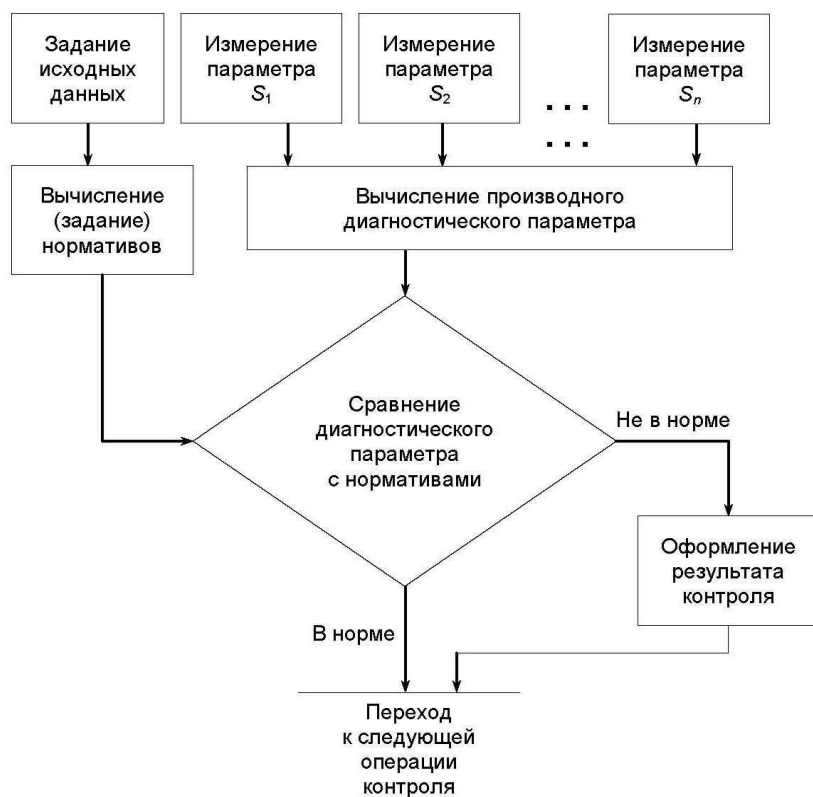 Задание
исходных
данных
Измерение
параметра
S1
Измерение
параметра
S2
Измерение
параметра
Sn
Вычисление
(задание)
нормативов
Вычисление производного
диагностического параметра
Сравнение
диагностического
параметра
с нормативами
Не в норме
Оформление
результата
контроля
В норме
Переход
к следующей
операции
контроля